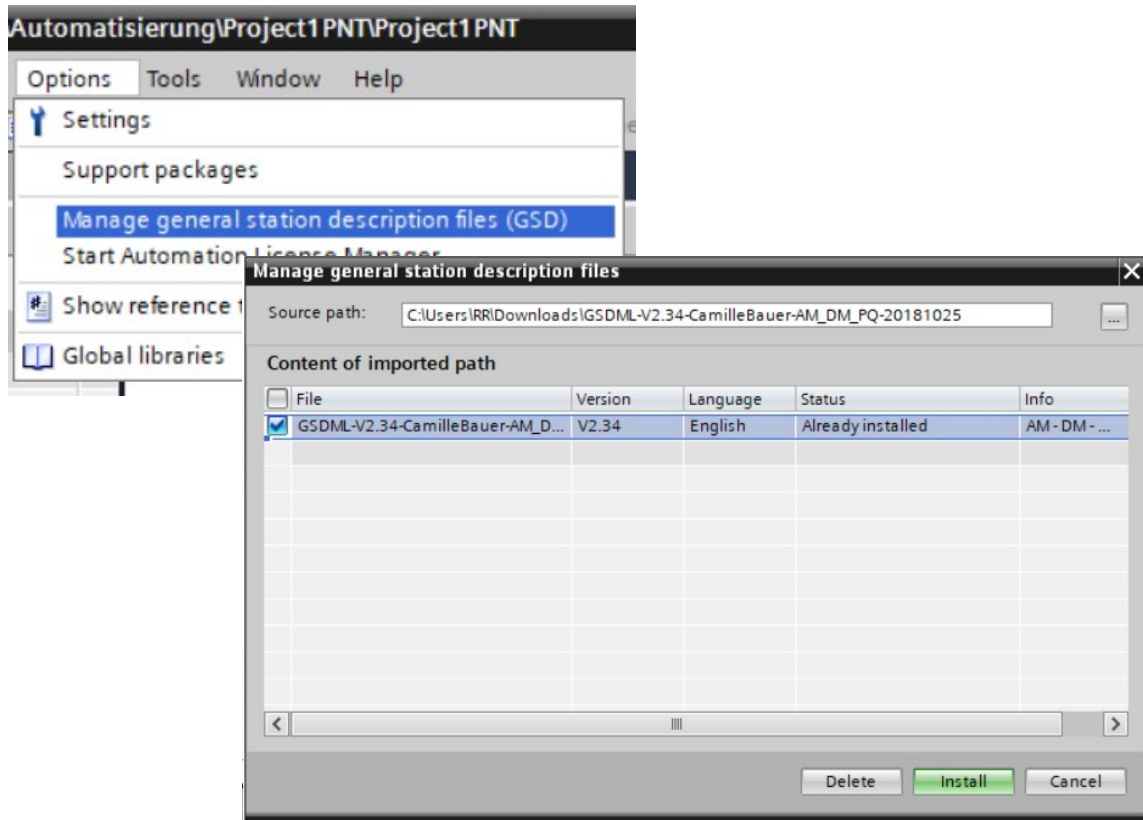 Automatisierung\Project1PNT\Project1PNT
Options Tools Window Help
Settings
Support packages
Manage general station description files (GSD)
Start Automation License Manager
Show reference
Global libraries
Manage general station description files
Source path: C:\Users\RR\Downloads\GSDML-V2.34-CamilleBauer-AM_DM_PQ-20181025 ...
Content of imported path
File Version Language Status Info
GSDML-V2.34-CamilleBauer-AM_D... V2.34 English Already installed AM - DM - ...
Delete Install Cancel